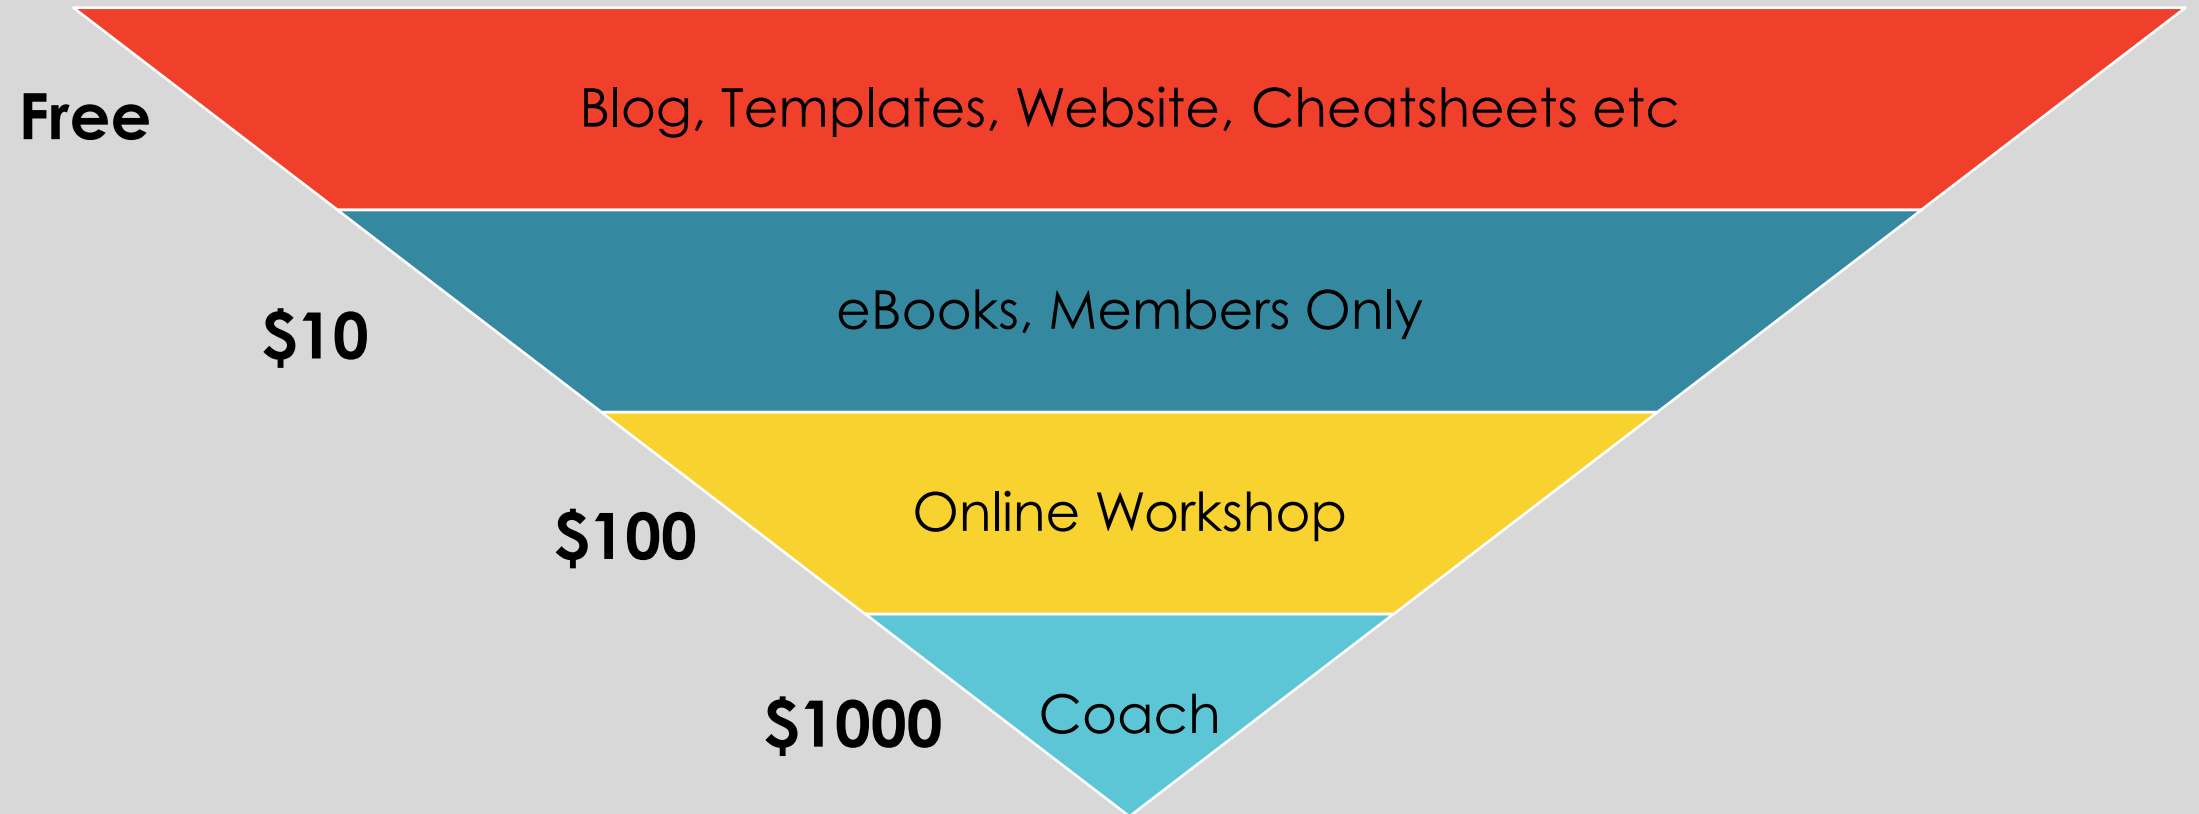 Free
Blog, Templates, Website, Cheatsheets etc
$10
eBooks, Members Only
$100
Online Workshop
$1000
Coach